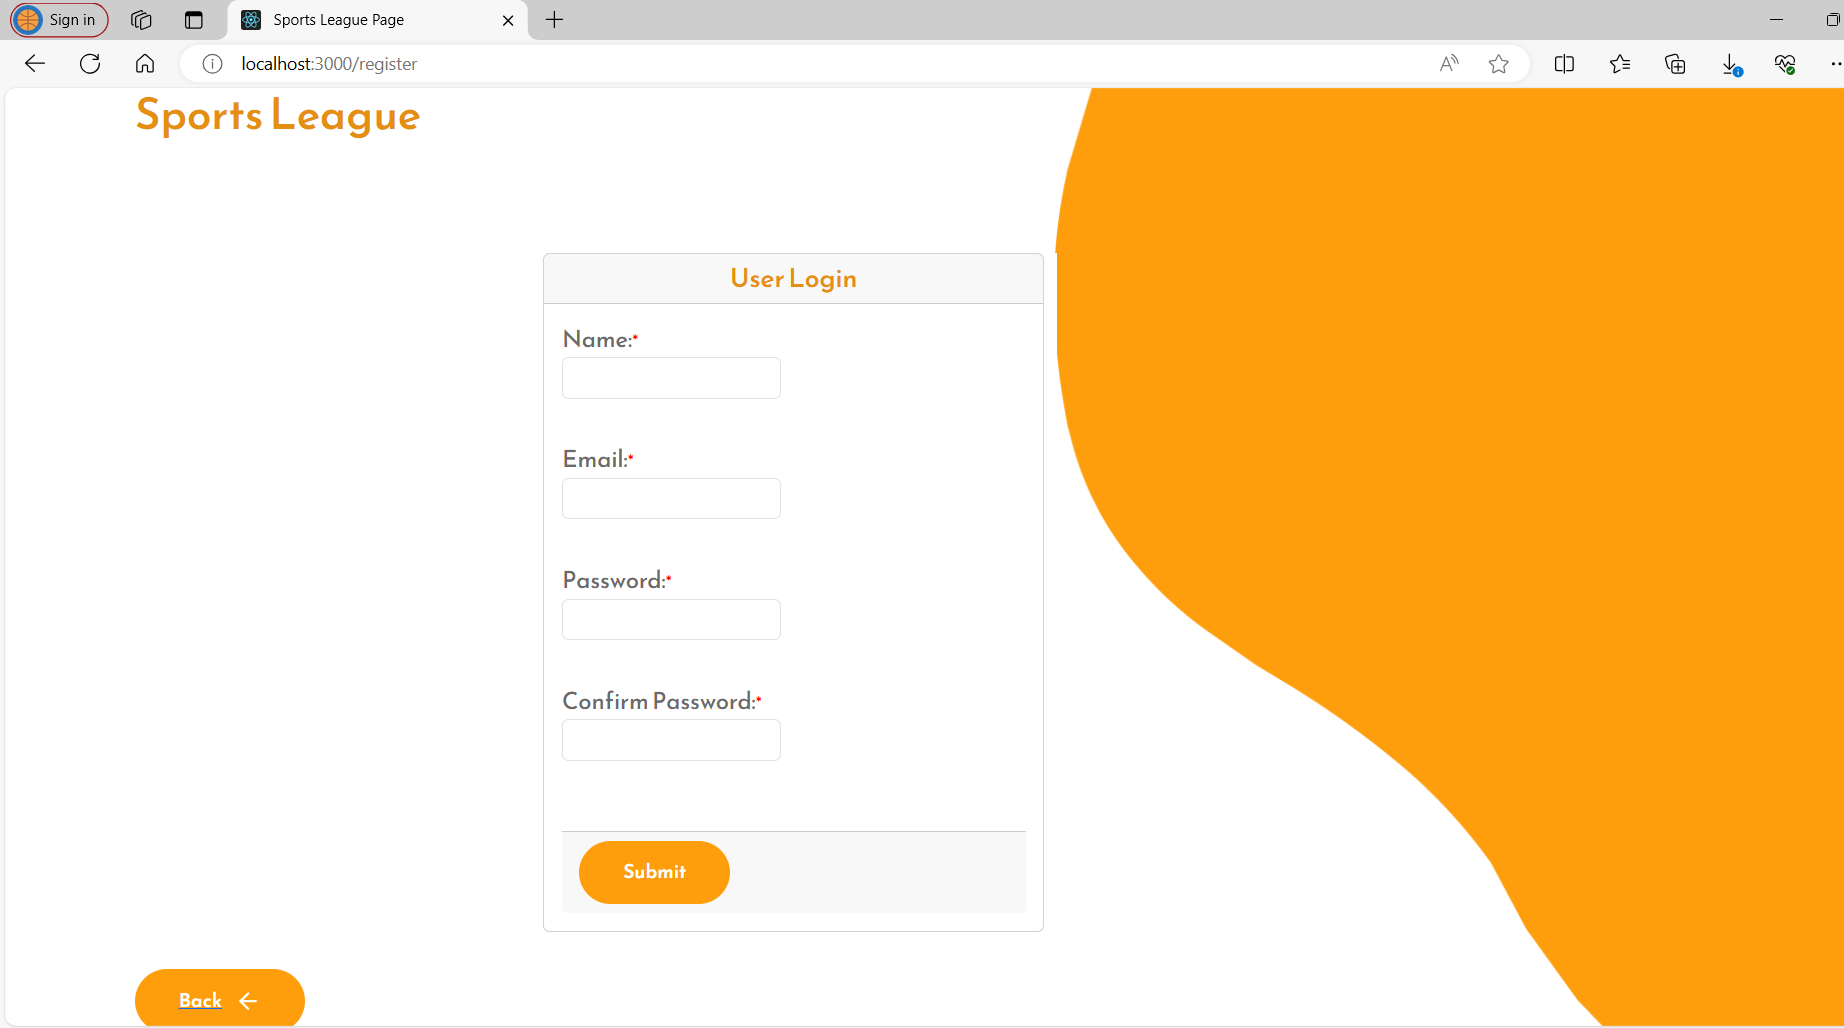 Sign in
Sports League Page
localhost:3000/register
Sports League
User Login
Name:*
Email:*
Password:*
Confirm Password:*
Submit
Back